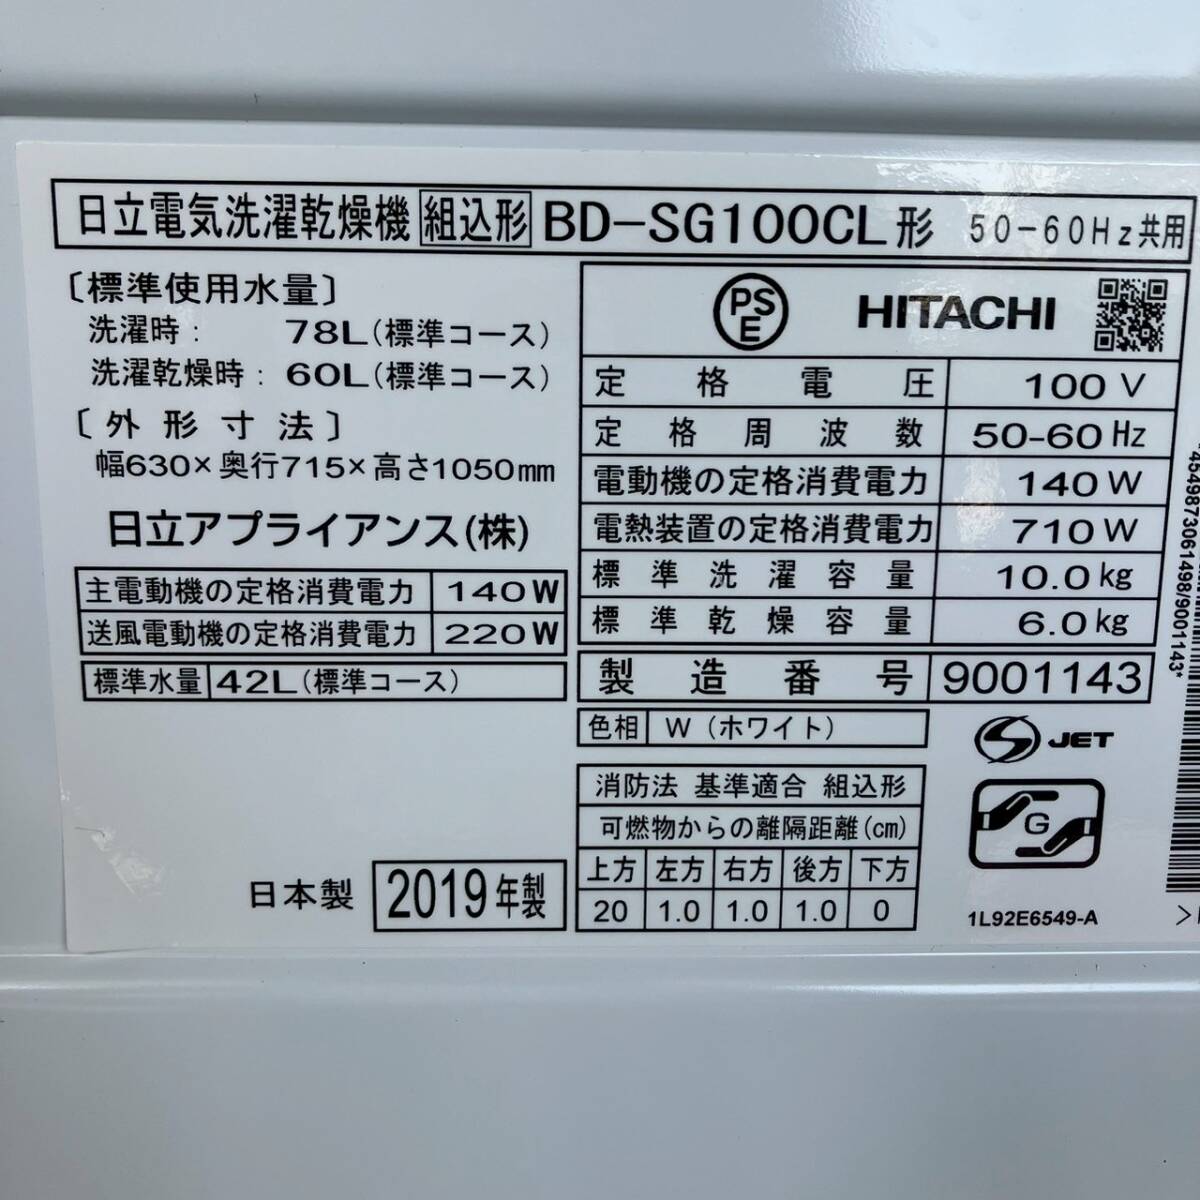 日立電気洗濯乾燥機 組込形 BD-SG100CL形 50-60Hz共用
〔標準使用水量〕
洗濯時: 78L(標準コース)
洗濯乾燥時: 60L(標準コース)
〔外形寸法〕
幅630×奥行715×高さ1050mm
日立アプライアンス(株)
主電動機の定格消費電力 140W
送風電動機の定格消費電力 220W
標準水量 42L(標準コース)
日本製 2019年製
PSE HITACHI
定格電圧 100V
定格周波数 50-60Hz
電動機の定格消費電力 140W
電熱装置の定格消費電力 710W
標準洗濯容量 10.0kg
標準乾燥容量 6.0kg
製造番号 9001143
色相 W(ホワイト)
消防法 基準適合 組込形
可燃物からの離隔距離(cm)
上方 左方 右方 後方 下方
20 1.0 1.0 1.0 0
S JET
G
1L92E6549-A
*4549873061498/9001143*